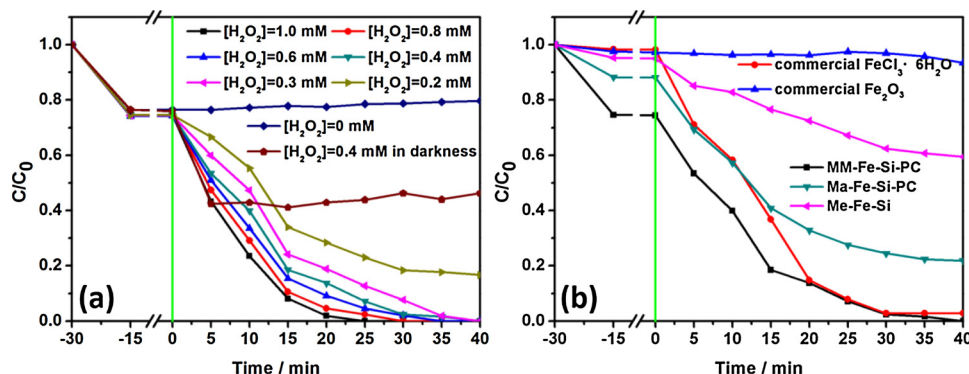 [H₂O₂]=1.0 mM
[H₂O₂]=0.8 mM
[H₂O₂]=0.6 mM
[H₂O₂]=0.4 mM
[H₂O₂]=0.3 mM
[H₂O₂]=0.2 mM
[H₂O₂]=0 mM
[H₂O₂]=0.4 mM in darkness
C/C₀
1.0
0.8
0.6
0.4
0.2
0.0
(a)
-30 -15 0 5 10 15 20 25 30 35 40
Time / min
commercial FeCl₃· 6H₂O
commercial Fe₂O₃
MM-Fe-Si-PC
Ma-Fe-Si-PC
Me-Fe-Si
C/C₀
1.0
0.8
0.6
0.4
0.2
0.0
(b)
-30 -15 0 5 10 15 20 25 30 35 40
Time / min